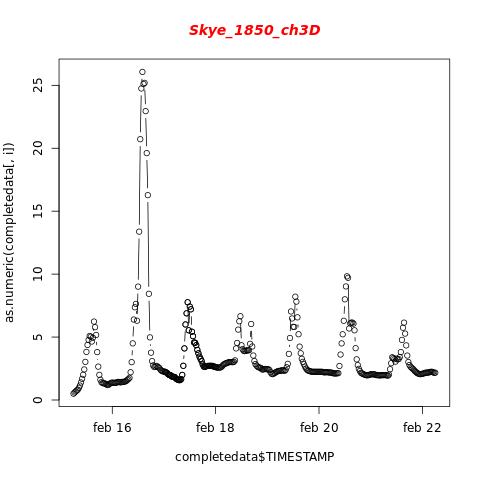 Skye_1850_ch3D
as.numeric(completedata[, i])
25
20
15
10
5
0
feb 16
feb 18
feb 20
feb 22
completedata$TIMESTAMP